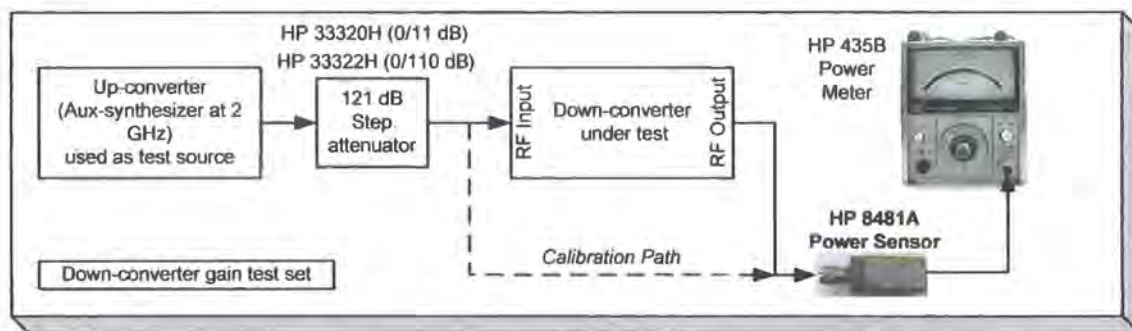 HP 33320H (0/11 dB)
HP 33322H (0/110 dB)
Up-converter
(Aux-synthesizer at 2
GHz)
used as test source
121 dB
Step
attenuator
RF Input
Down-converter
under test
RF Output
HP 435B
Power
Meter
HP 8481A
Power Sensor
Calibration Path
Down-converter gain test set